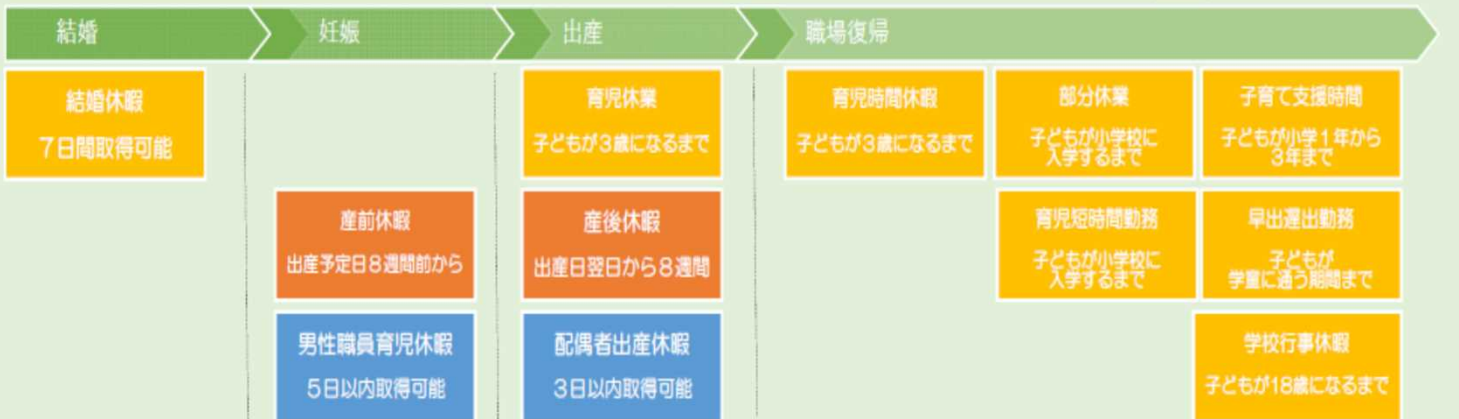 結婚
妊娠
出産
職場復帰
結婚休暇
7日間取得可能
育児休業
子どもが3歳になるまで
育児時間休暇
子どもが3歳になるまで
部分休業
子どもが小学校に
入学するまで
子育て支援時間
子どもが小学1年から
3年まで
産前休暇
出産予定日8週間前から
産後休暇
出産日翌日から8週間
育児短時間勤務
子どもが小学校に
入学するまで
早出遅出勤務
子どもが
学童に通う期間まで
男性職員育児休暇
5日以内取得可能
配偶者出産休暇
3日以内取得可能
学校行事休暇
子どもが18歳になるまで